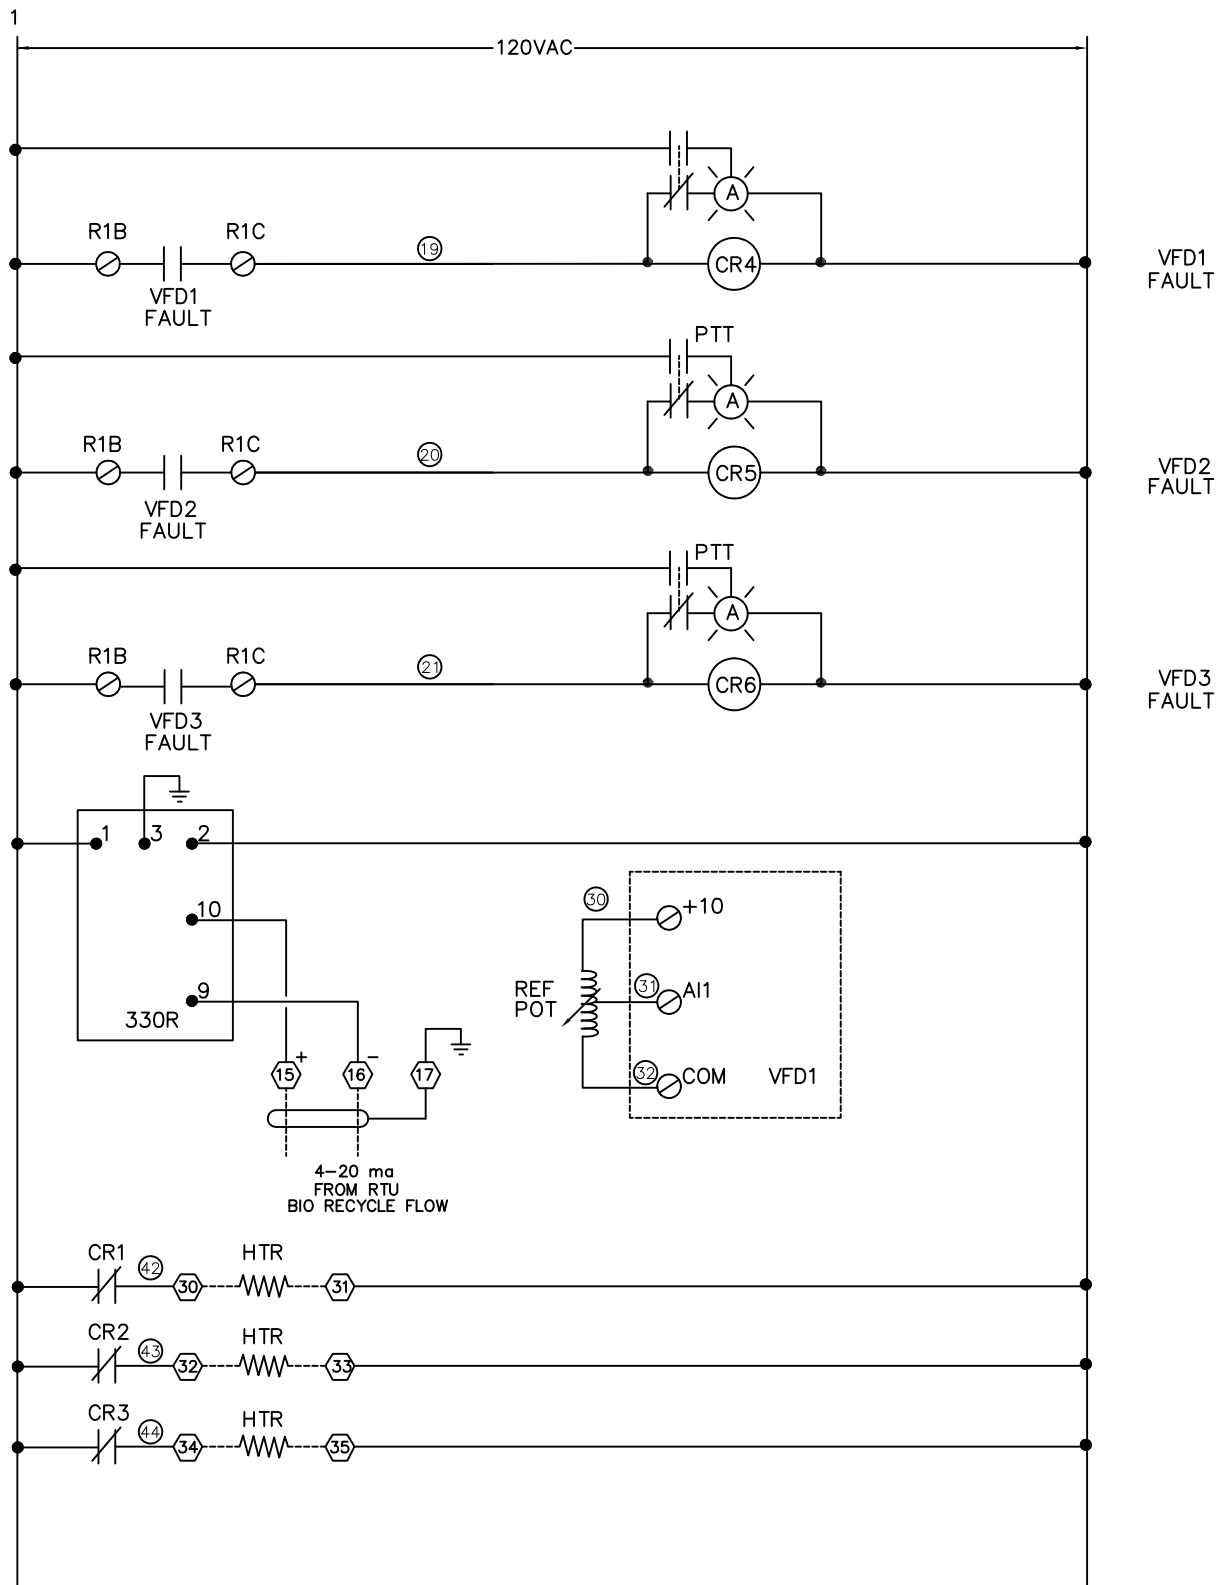 1
120VAC
A
R1B
R1C
19
CR4
VFD1
FAULT
VFD1
FAULT
PTT
A
R1B
R1C
20
CR5
VFD2
FAULT
VFD2
FAULT
PTT
A
R1B
R1C
21
CR6
VFD3
FAULT
VFD3
FAULT
1
3
2
10
9
330R
30
+10
REF
POT
31
AI1
32
COM
VFD1
+
−
15
16
17
4−20 ma
FROM RTU
BIO RECYCLE FLOW
CR1
42
30
HTR
31
CR2
43
32
HTR
33
CR3
44
34
HTR
35